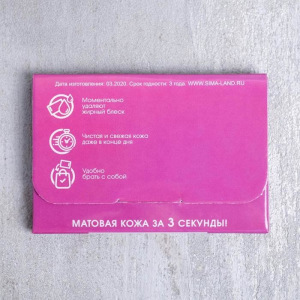 Дата изготовления: 03.2020. Срок годности: 3 года. WWW.SIMA-LAND.RU
Моментально
удаляют
жирный блеск
Чистая и свежая кожа
даже в конце дня
Удобно
брать с собой
МАТОВАЯ КОЖА ЗА 3 СЕКУНДЫ!